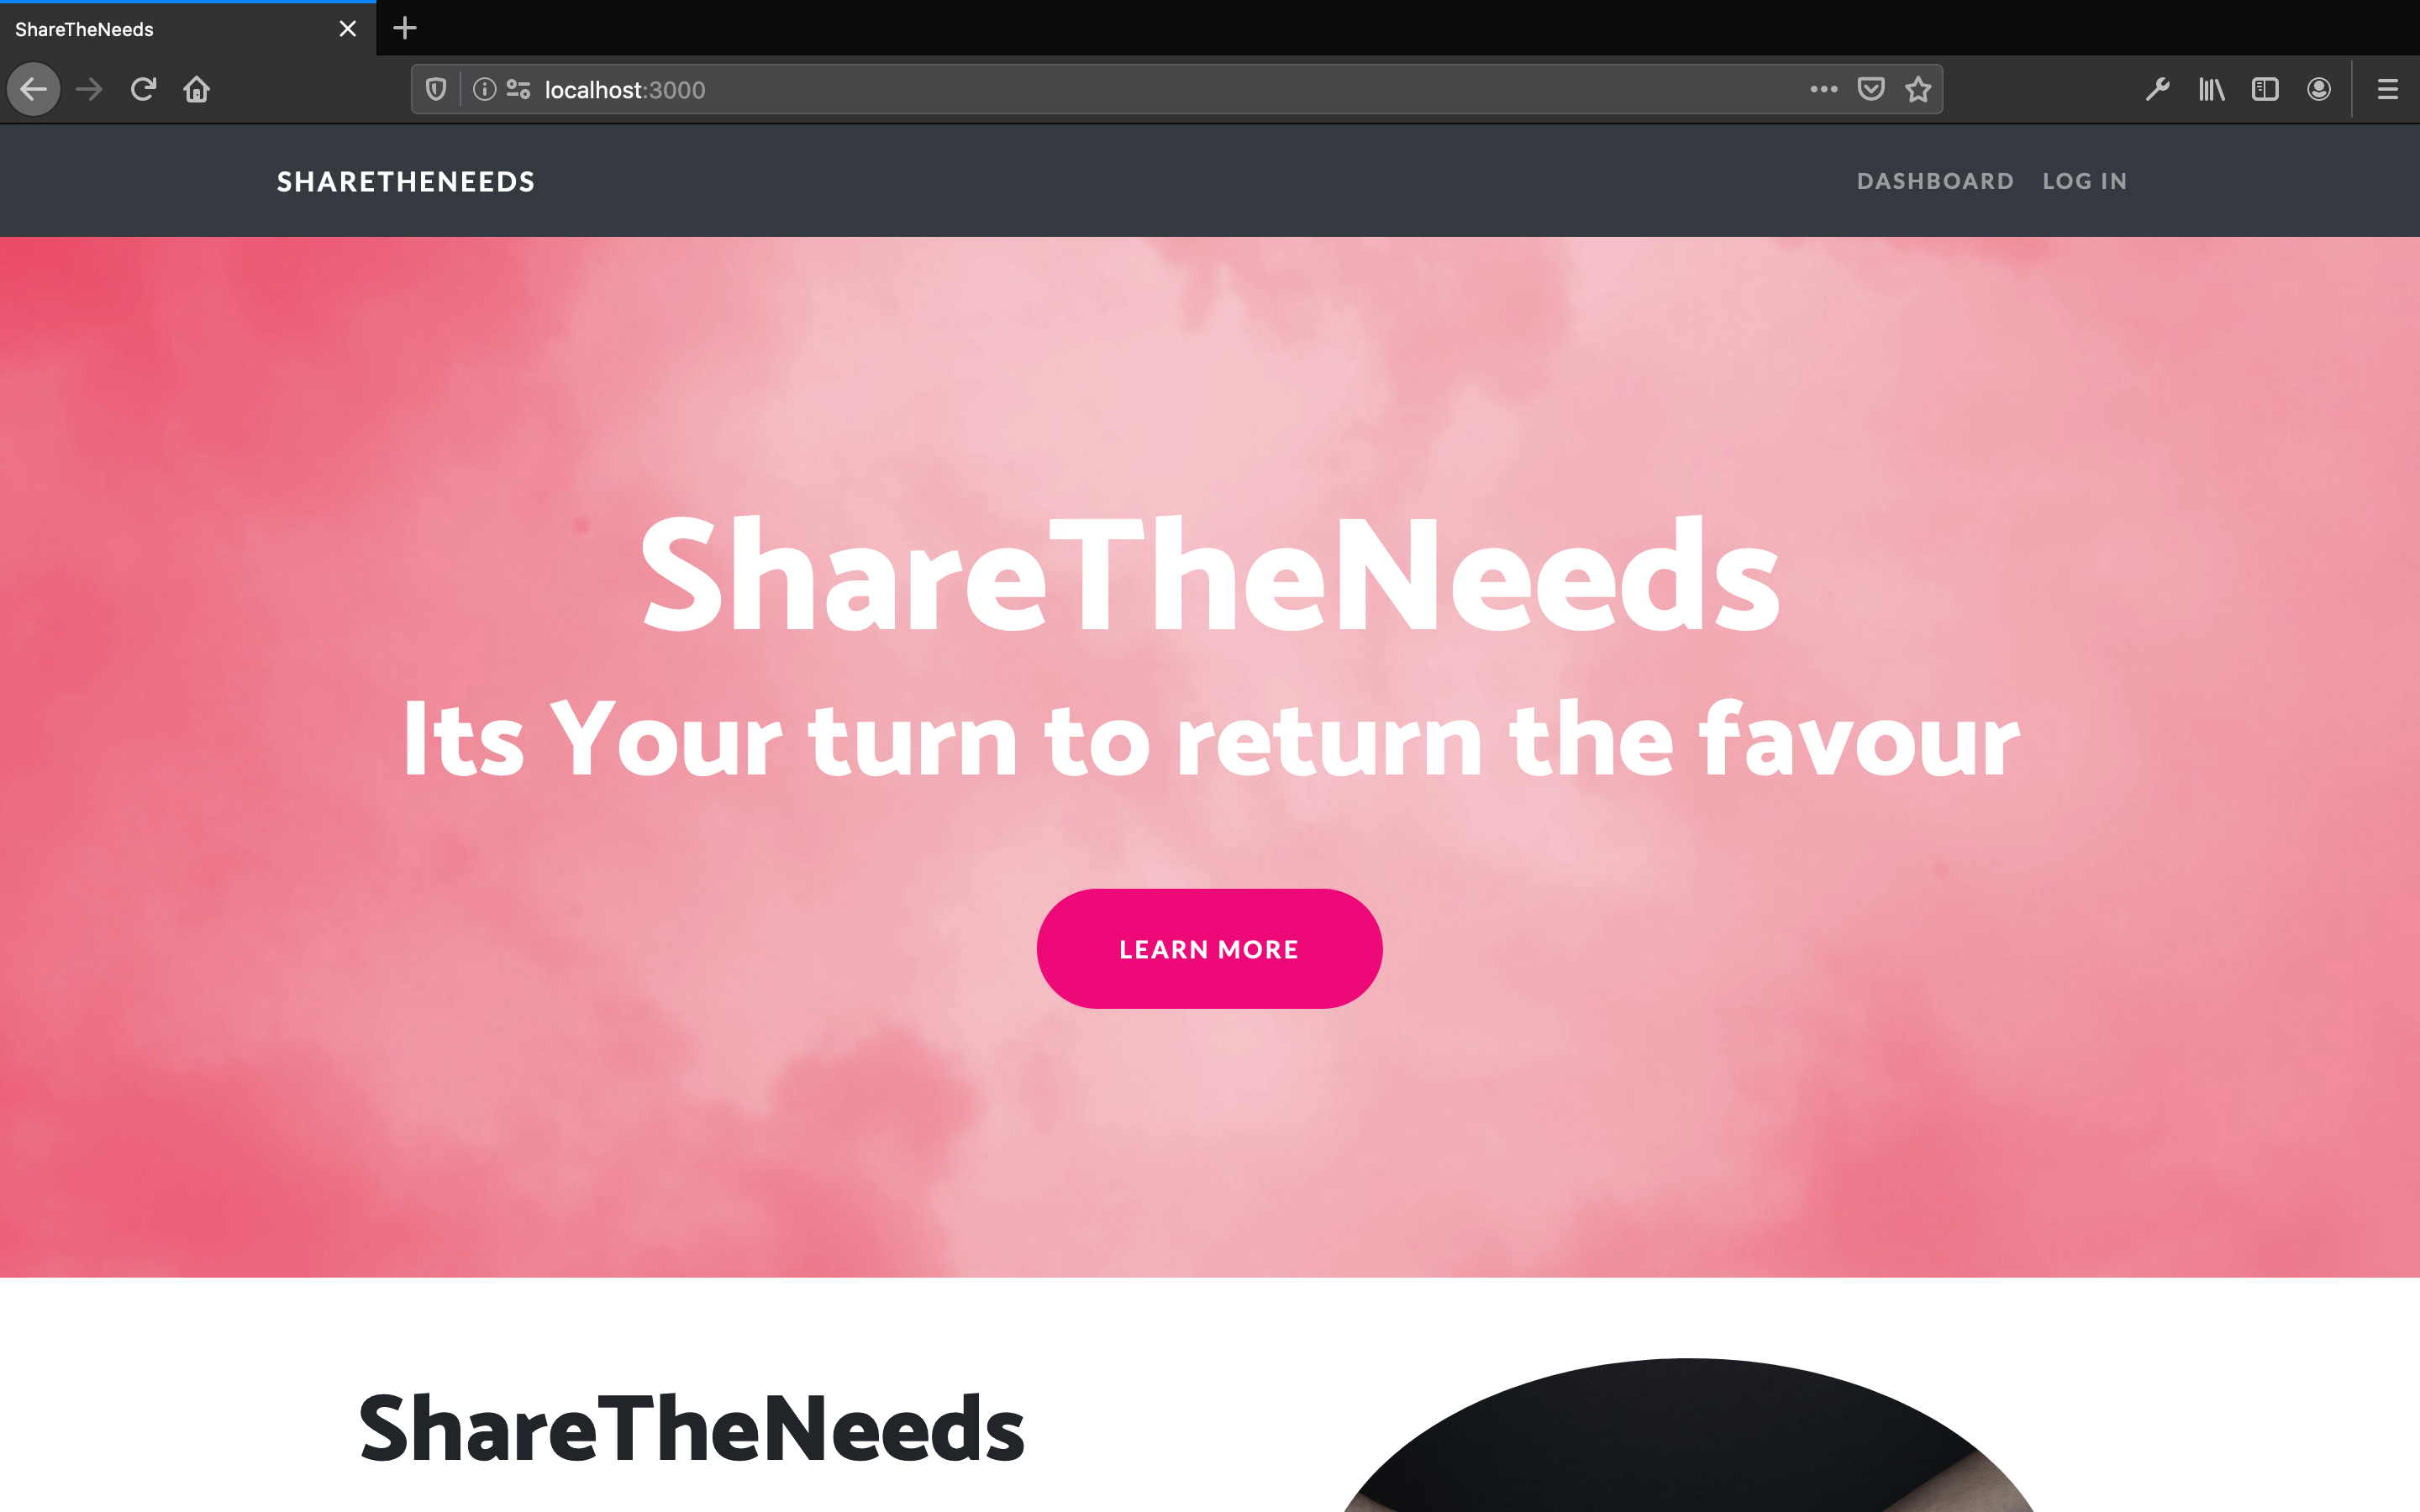 ShareTheNeeds
localhost:3000
SHARETHENEEDS
DASHBOARD LOG IN
ShareTheNeeds
Its Your turn to return the favour
LEARN MORE
ShareTheNeeds